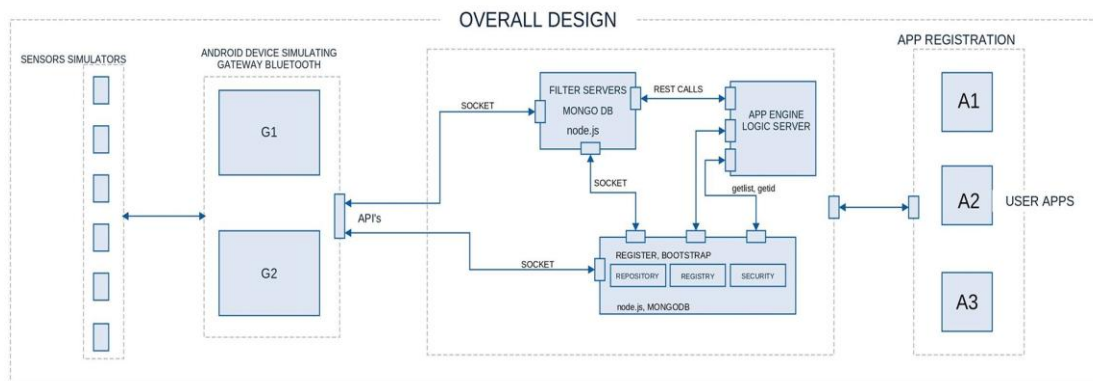 OVERALL DESIGN
SENSORS SIMULATORS
ANDROID DEVICE SIMULATING
GATEWAY BLUETOOTH
G1
G2
API's
SOCKET
SOCKET
FILTER SERVERS
MONGO DB
node.js
REST CALLS
APP ENGINE
LOGIC SERVER
SOCKET
getlist, getid
REGISTER, BOOTSTRAP
REPOSITORY
REGISTRY
SECURITY
node.js, MONGODB
APP REGISTRATION
A1
A2
A3
USER APPS